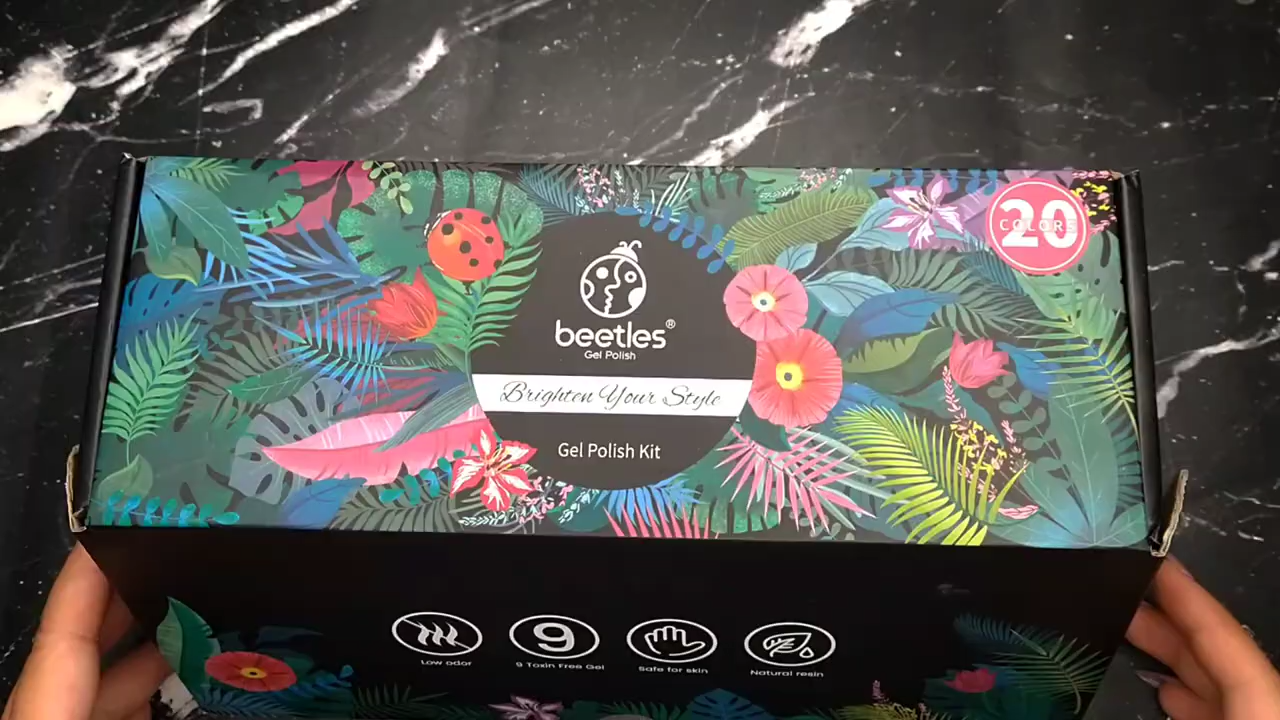 20
COLORS
beetles®
Gel Polish
Brighten Your Style
Gel Polish Kit
9
Low odor
9 Toxin Free Gel
Safe for skin
Natural resin